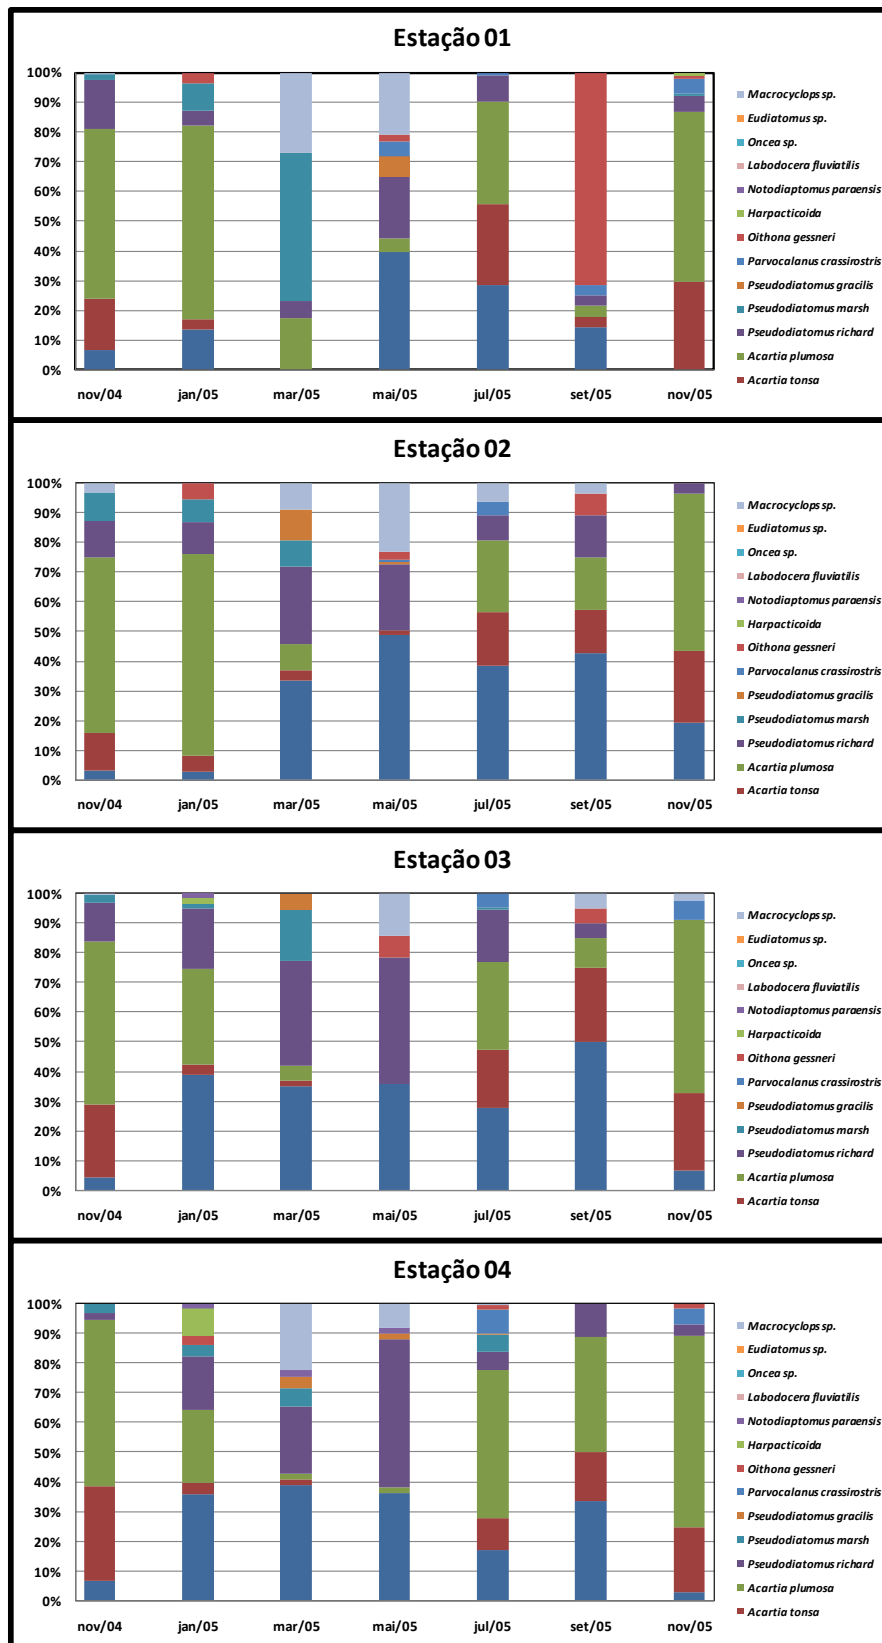 Estação 01
100%
90%
80%
70%
60%
50%
40%
30%
20%
10%
0%
nov/04 jan/05 mar/05 mai/05 jul/05 set/05 nov/05
Macrocyclops sp.
Eudiatomus sp.
Oncea sp.
Labodocera fluviatilis
Notodiaptomus paraensis
Harpacticoida
Oithona gessneri
Parvocalanus crassirostris
Pseudodiatomus gracilis
Pseudodiatomus marsh
Pseudodiatomus richard
Acartia plumosa
Acartia tonsa
Estação 02
100%
90%
80%
70%
60%
50%
40%
30%
20%
10%
0%
nov/04 jan/05 mar/05 mai/05 jul/05 set/05 nov/05
Macrocyclops sp.
Eudiatomus sp.
Oncea sp.
Labodocera fluviatilis
Notodiaptomus paraensis
Harpacticoida
Oithona gessneri
Parvocalanus crassirostris
Pseudodiatomus gracilis
Pseudodiatomus marsh
Pseudodiatomus richard
Acartia plumosa
Acartia tonsa
Estação 03
100%
90%
80%
70%
60%
50%
40%
30%
20%
10%
0%
nov/04 jan/05 mar/05 mai/05 jul/05 set/05 nov/05
Macrocyclops sp.
Eudiatomus sp.
Oncea sp.
Labodocera fluviatilis
Notodiaptomus paraensis
Harpacticoida
Oithona gessneri
Parvocalanus crassirostris
Pseudodiatomus gracilis
Pseudodiatomus marsh
Pseudodiatomus richard
Acartia plumosa
Acartia tonsa
Estação 04
100%
90%
80%
70%
60%
50%
40%
30%
20%
10%
0%
nov/04 jan/05 mar/05 mai/05 jul/05 set/05 nov/05
Macrocyclops sp.
Eudiatomus sp.
Oncea sp.
Labodocera fluviatilis
Notodiaptomus paraensis
Harpacticoida
Oithona gessneri
Parvocalanus crassirostris
Pseudodiatomus gracilis
Pseudodiatomus marsh
Pseudodiatomus richard
Acartia plumosa
Acartia tonsa